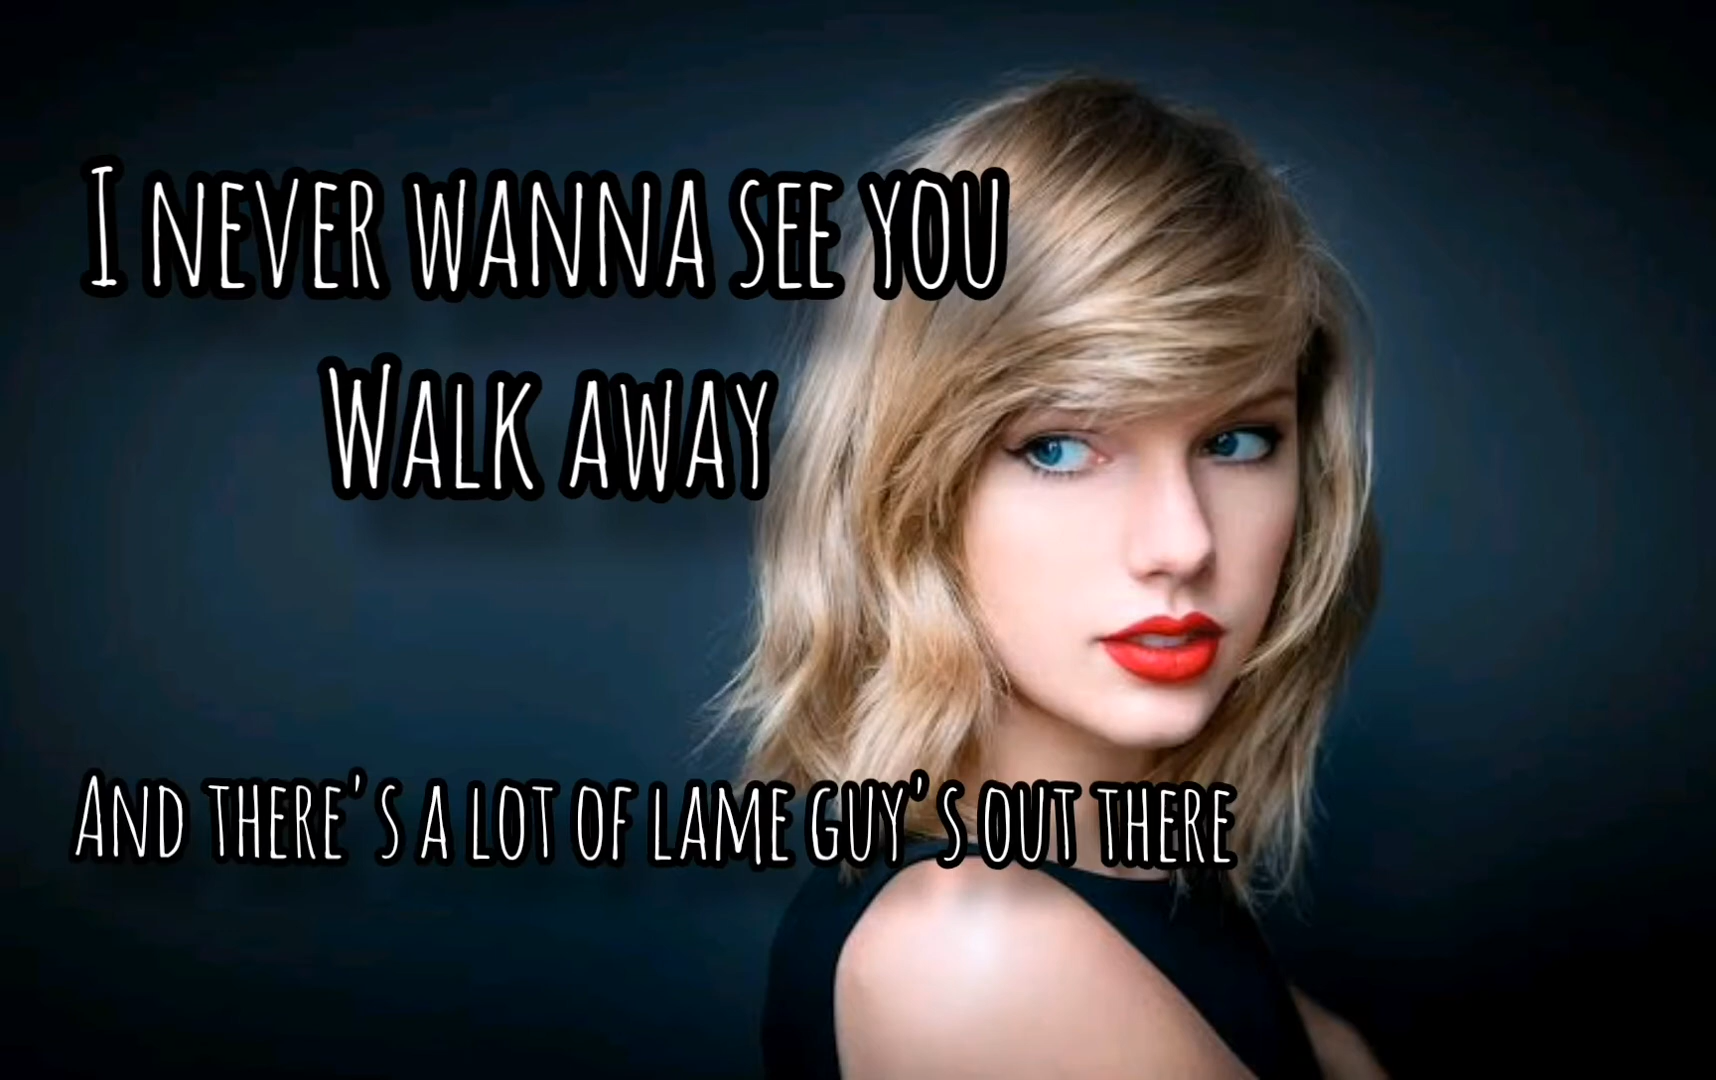 I never wanna see you
Walk away
And there's a lot of lame guy's out there